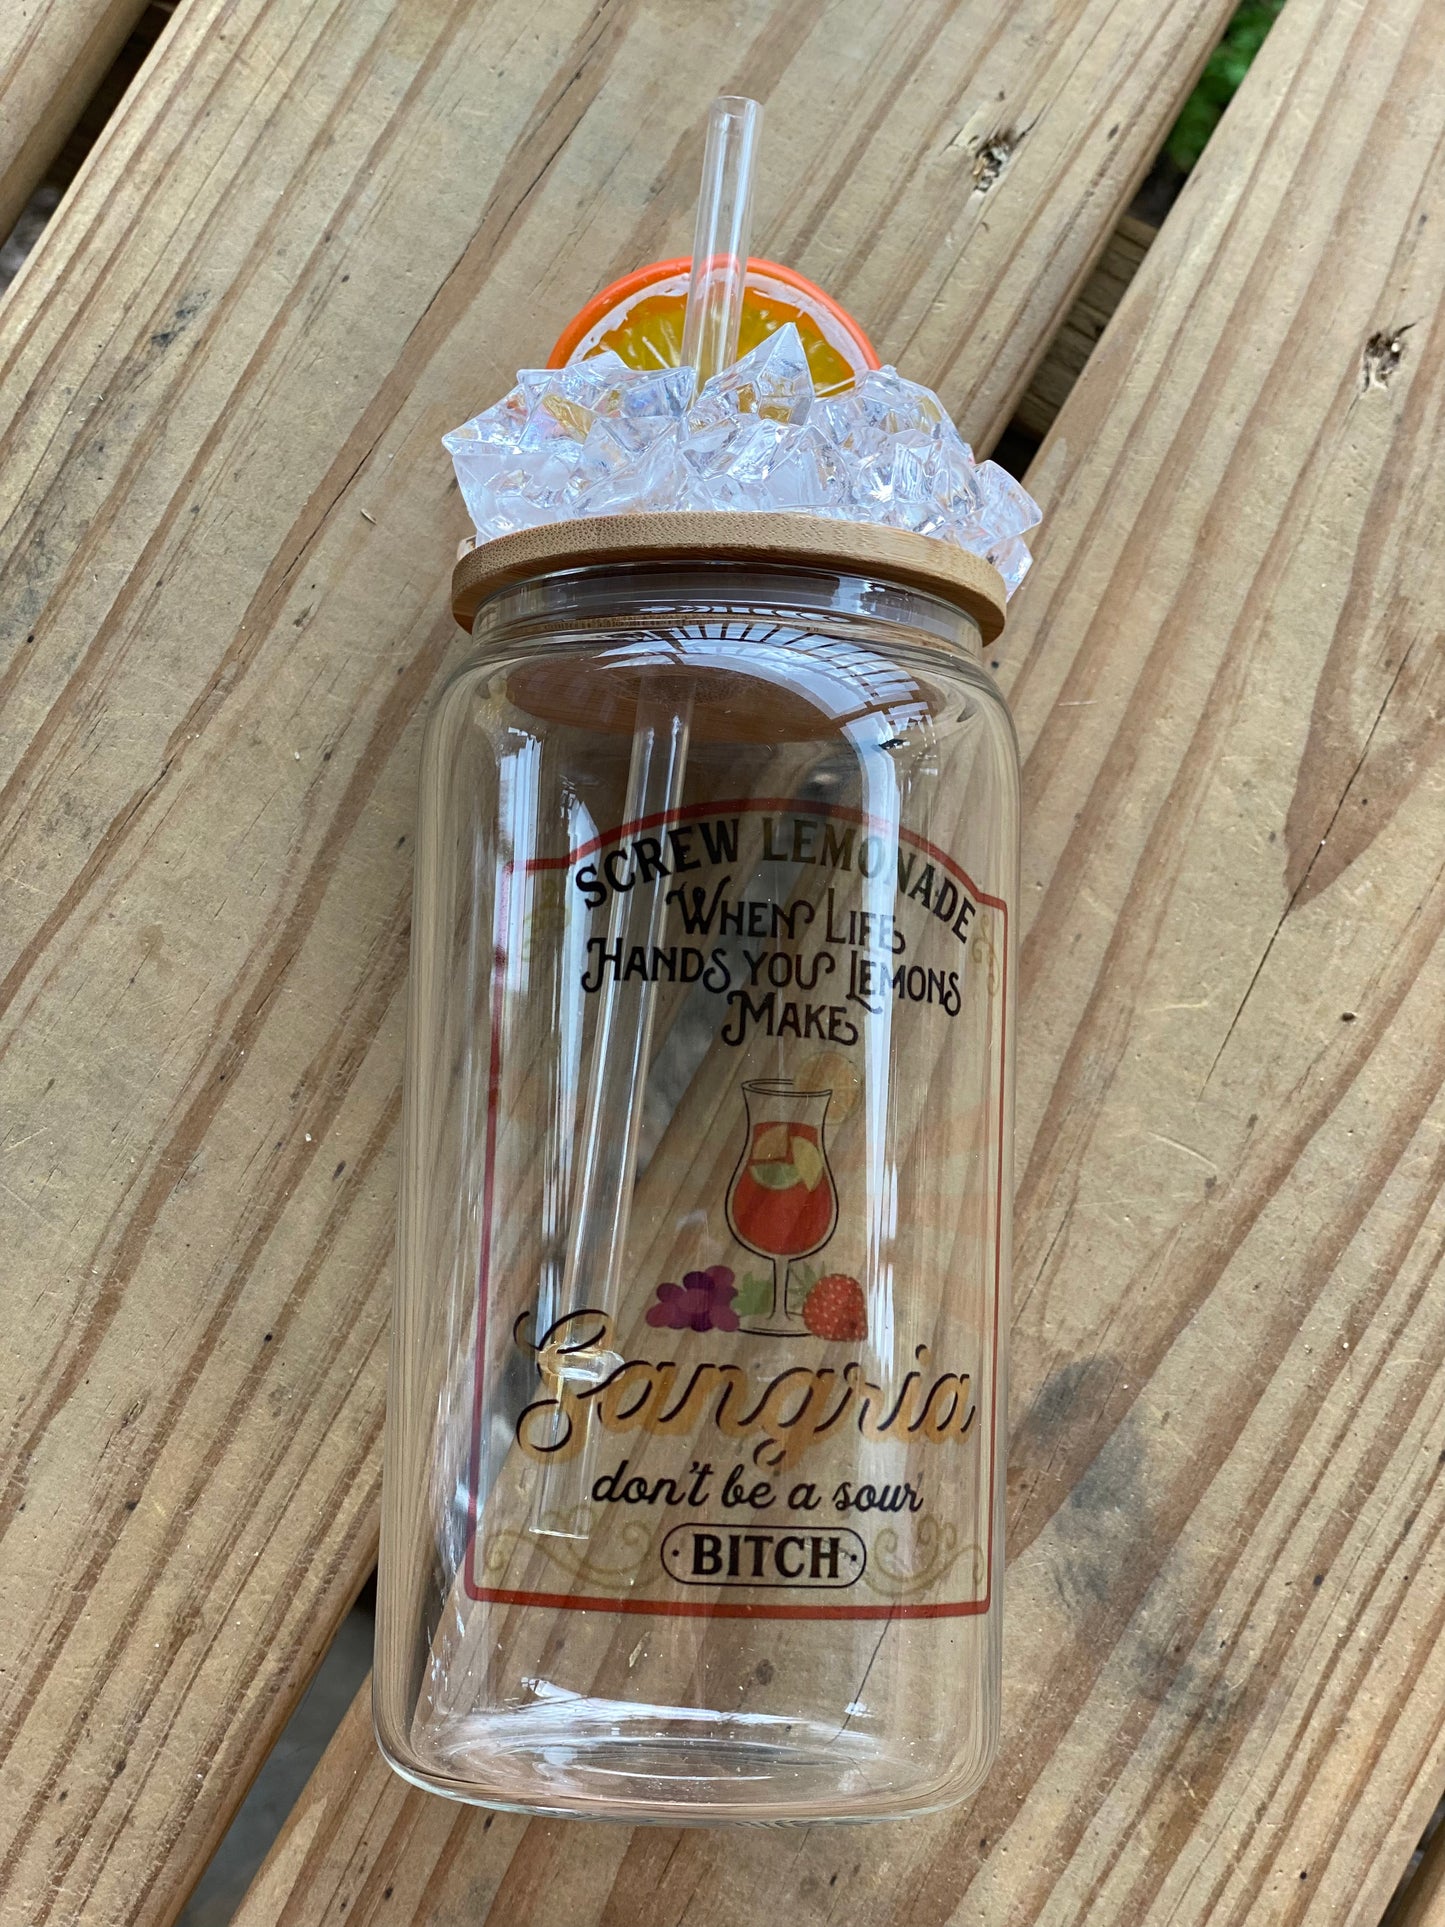 SCREW LEMONADE
WHEN LIFE
HANDS YOU LEMONS
MAKE
Sangria
don't be a sour
BITCH